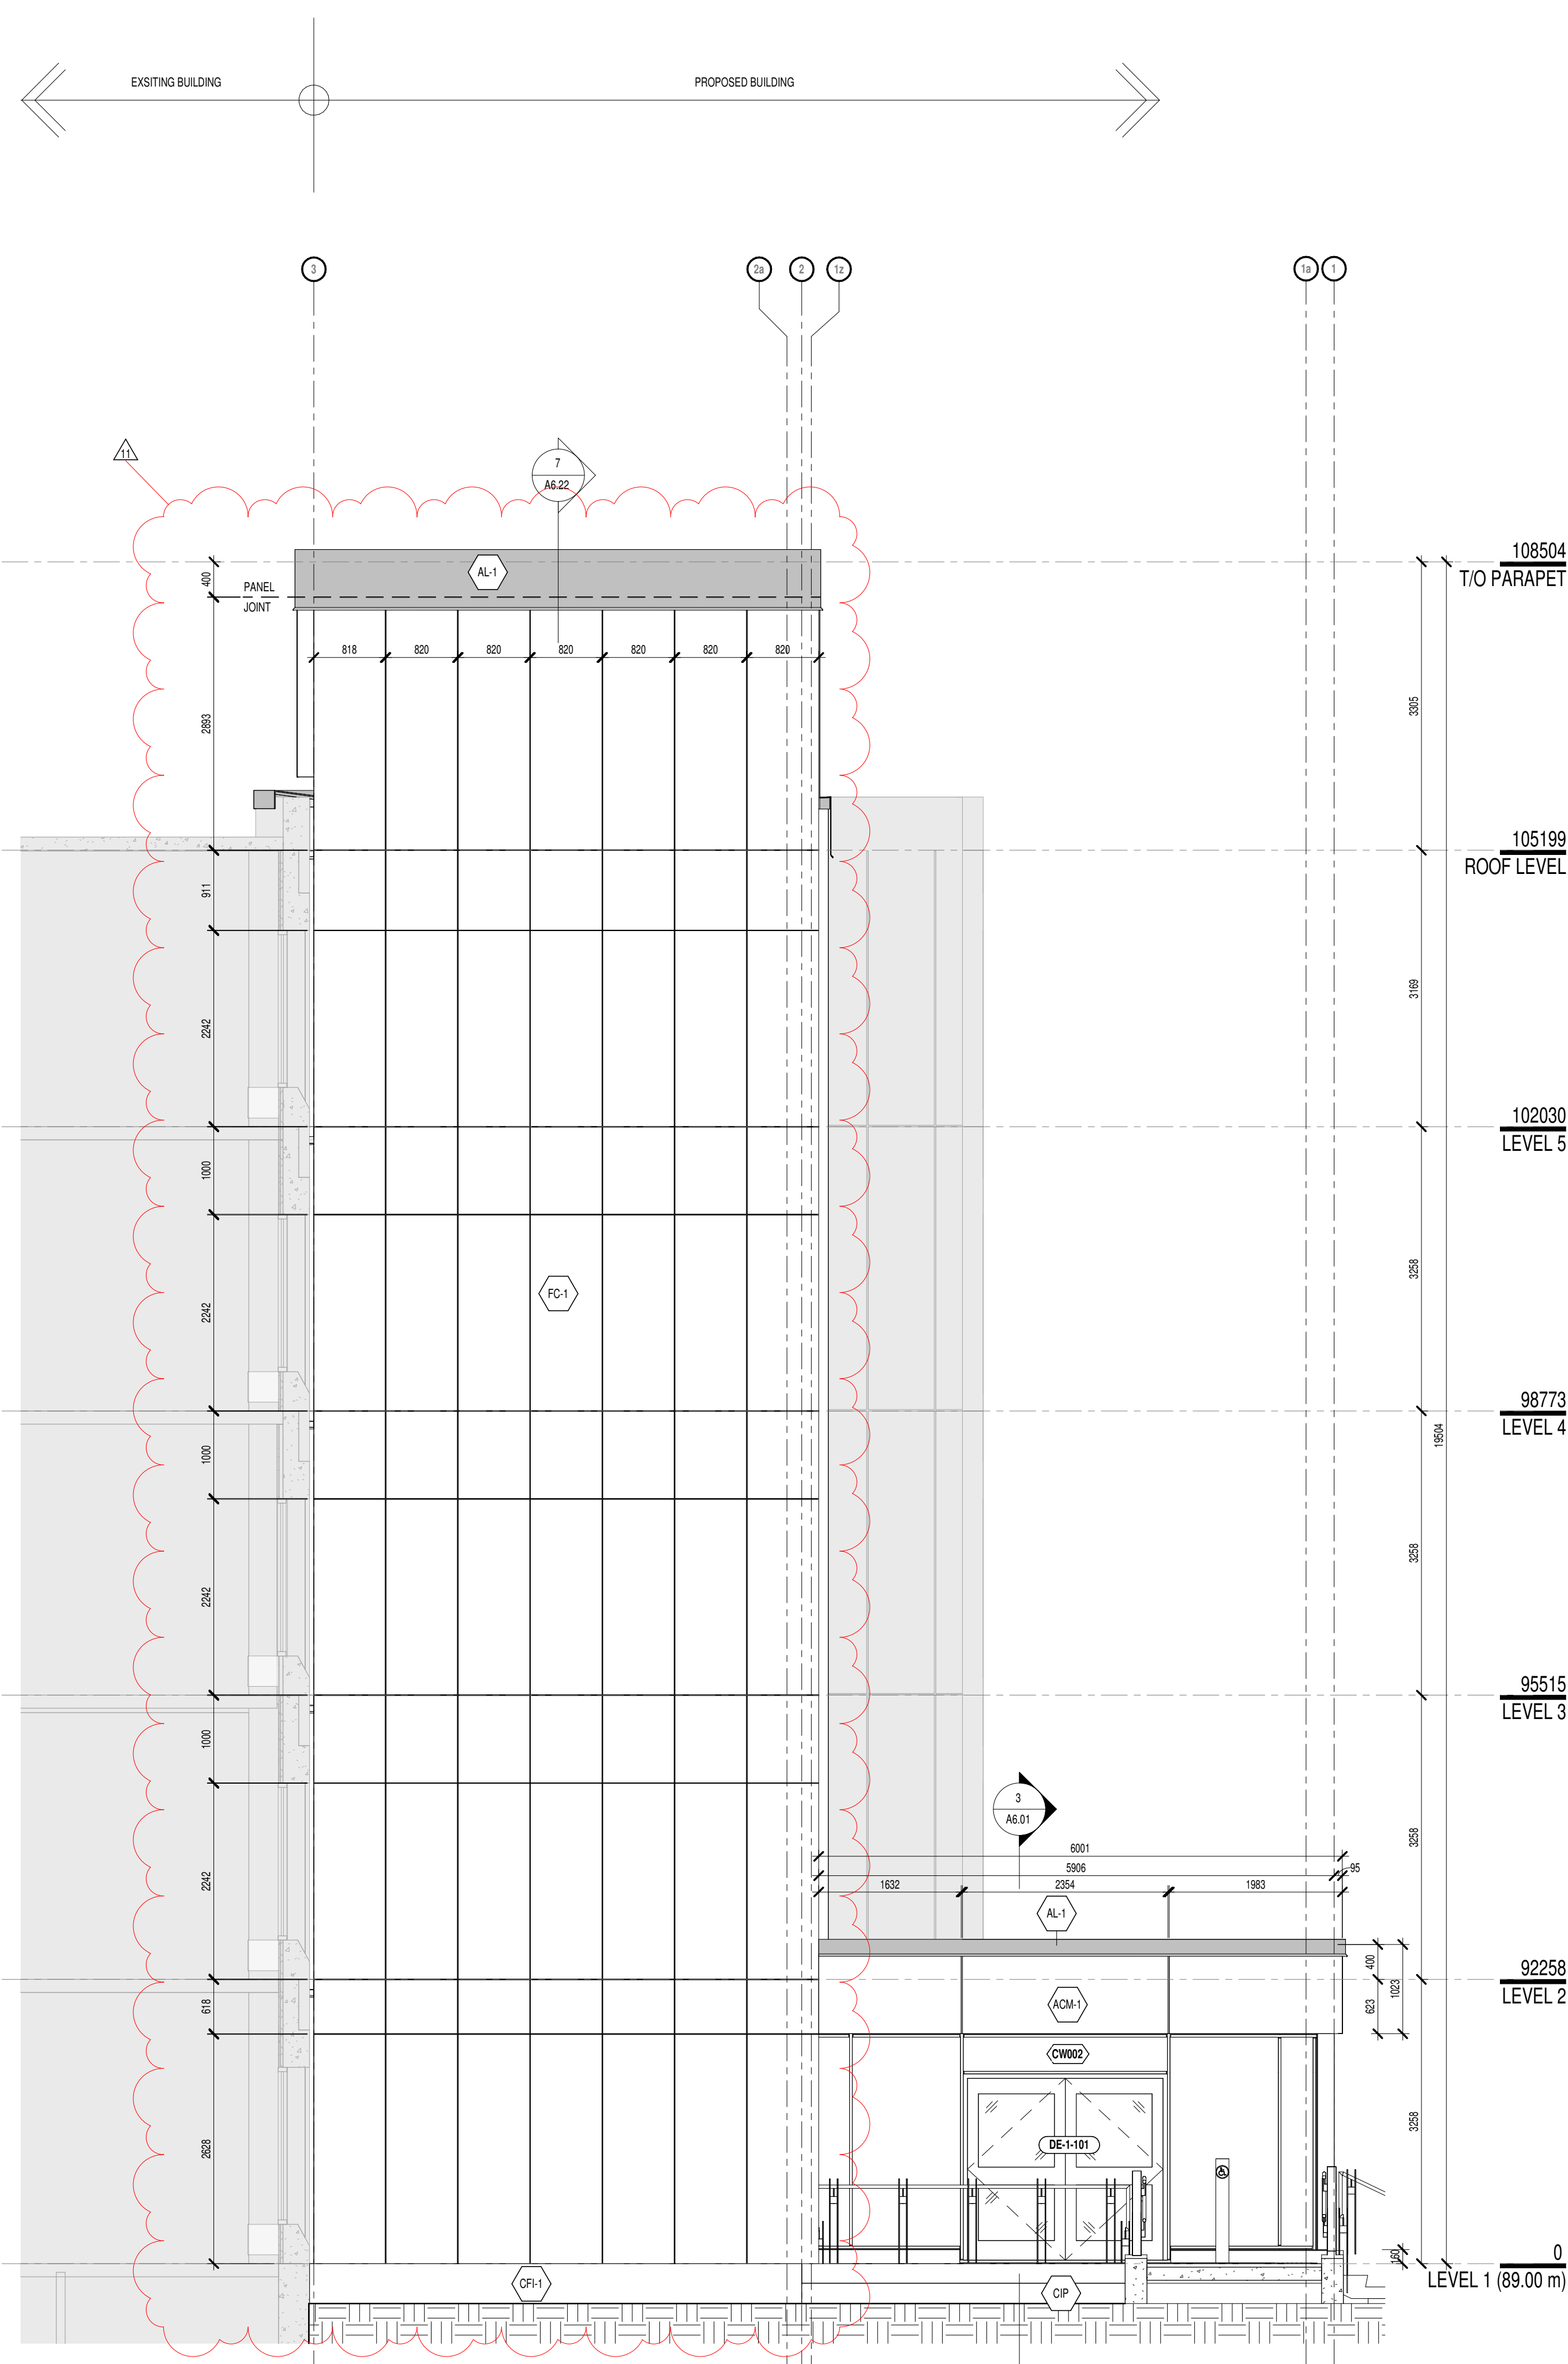 EXSITING BUILDING
PROPOSED BUILDING
3
2a
2
1z
1a
1
11
7
A6.22
108504
T/O PARAPET
AL-1
400
PANEL
JOINT
818
820
820
820
820
820
820
2893
3305
105199
ROOF LEVEL
911
3169
2242
102030
LEVEL 5
1000
3258
FC-1
2242
98773
LEVEL 4
1000
19504
3258
2242
95515
LEVEL 3
1000
3
A6.01
3258
6001
5906
95
1632
2354
1983
2242
AL-1
400
1023
92258
LEVEL 2
618
623
ACM-1
CW002
3258
2628
DE-1-101
160
0
LEVEL 1 (89.00 m)
CFI-1
CIP